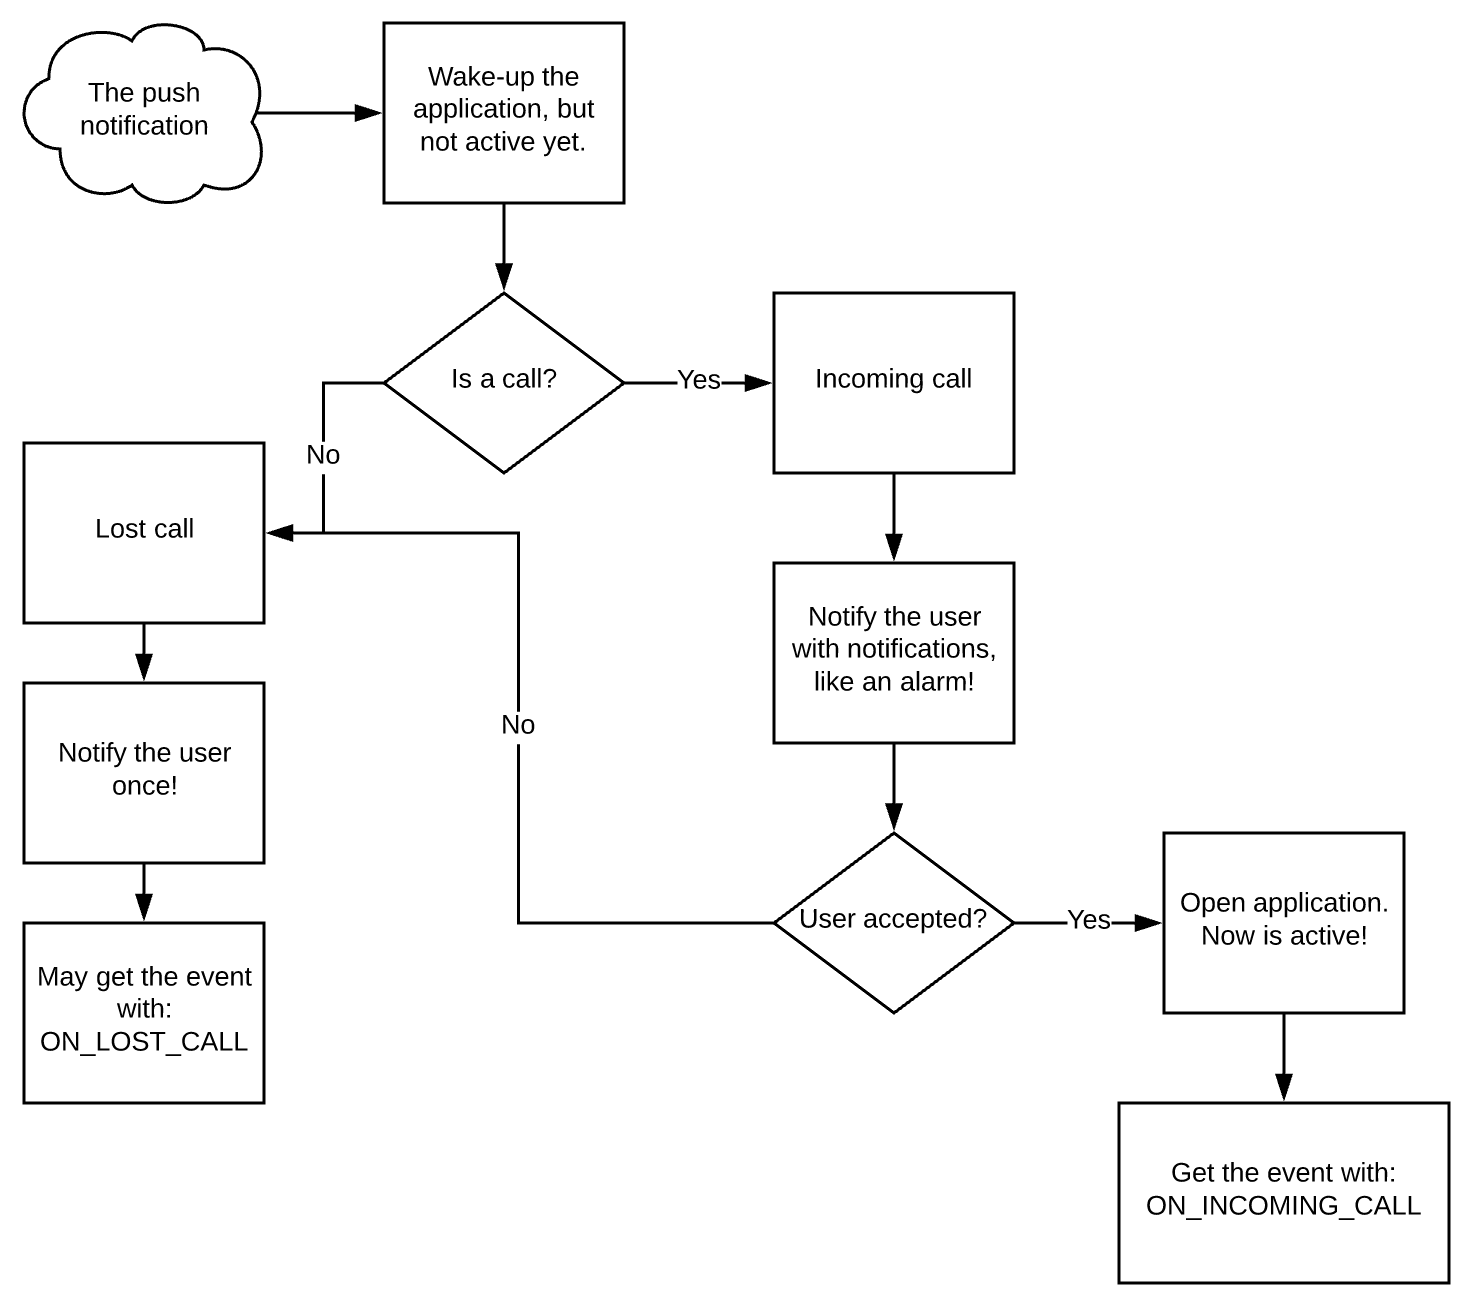 The push
notification
Wake-up the
application, but
not active yet.
Is a call?
Yes
Incoming call
No
Lost call
Notify the user
with notifications,
like an alarm!
No
Notify the user
once!
User accepted?
Yes
Open application.
Now is active!
May get the event
with:
ON_LOST_CALL
Get the event with:
ON_INCOMING_CALL